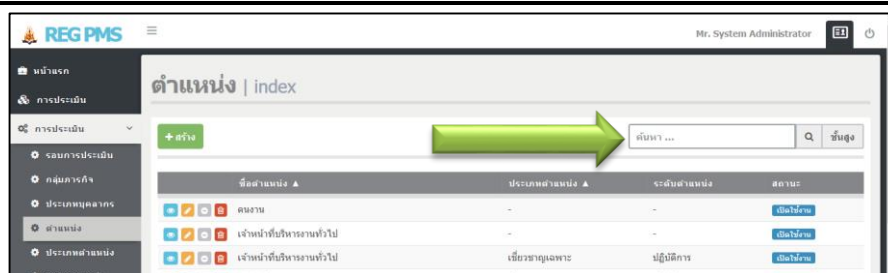 REG PMS
Mr. System Administrator
หน้าแรก
การประเมิน
การประเมิน
รอบการประเมิน
กลุ่มภารกิจ
ประเภทบุคลากร
ตำแหน่ง
ประเภทตำแหน่ง
ตำแหน่ง | index
+ สร้าง
ค้นหา ...
ขั้นสูง
ชื่อตำแหน่ง ▲ ประเภทตำแหน่ง ▲ ระดับตำแหน่ง สถานะ
คนงาน - - เปิดใช้งาน
เจ้าหน้าที่บริหารงานทั่วไป - - เปิดใช้งาน
เจ้าหน้าที่บริหารงานทั่วไป เชี่ยวชาญเฉพาะ ปฏิบัติการ เปิดใช้งาน